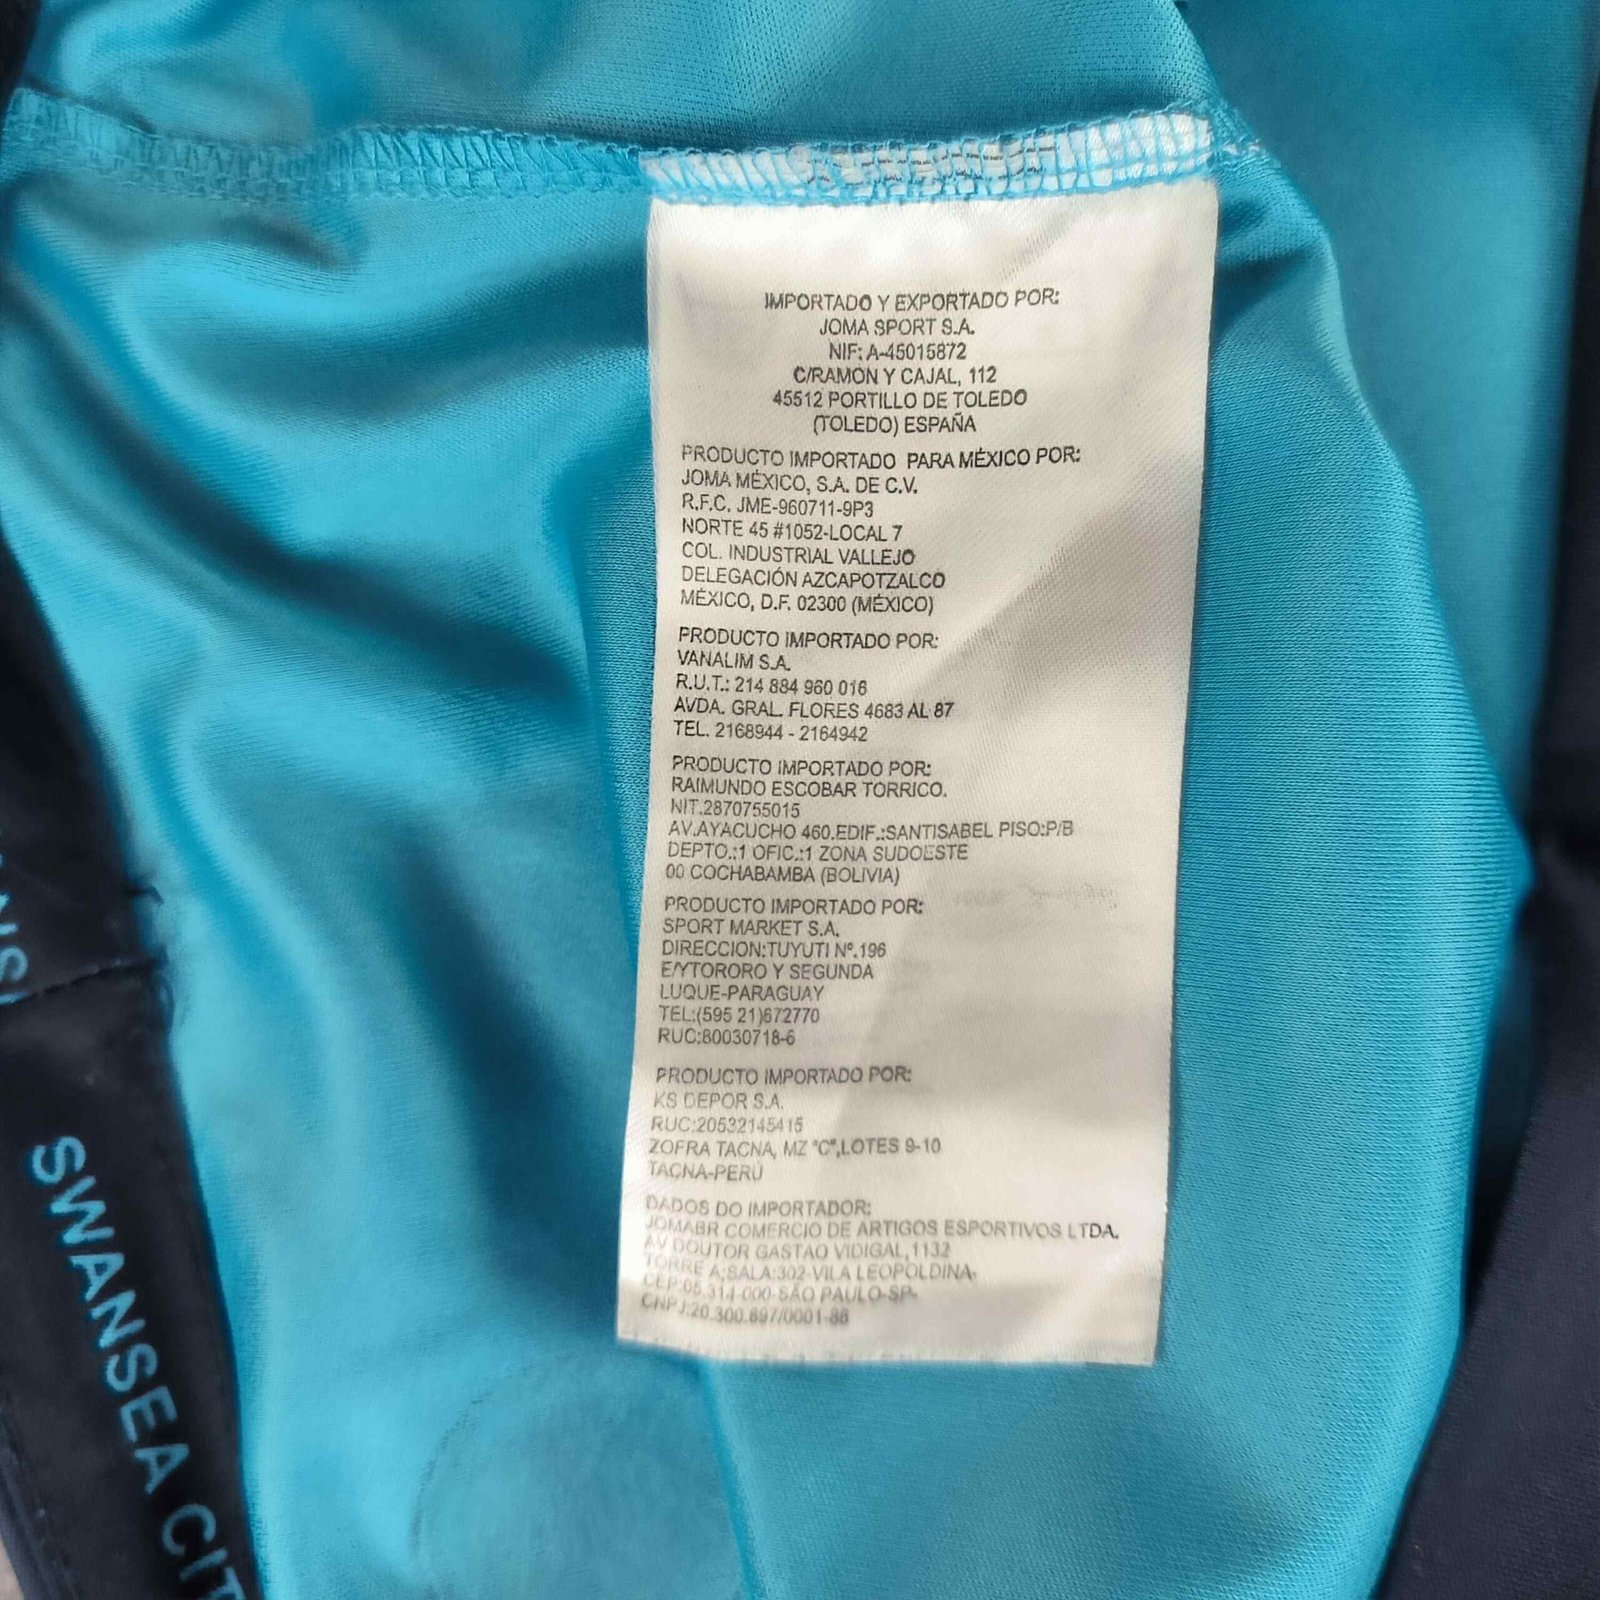 IMPORTADO Y EXPORTADO POR:
JOMA SPORT S.A.
NIF: A-45015872
C/RAMON Y CAJAL, 112
45512 PORTILLO DE TOLEDO
(TOLEDO) ESPAÑA
PRODUCTO IMPORTADO PARA MÉXICO POR:
JOMA MÉXICO, S.A. DE C.V.
R.F.C. JME-960711-9P3
NORTE 45 #1052-LOCAL 7
COL. INDUSTRIAL VALLEJO
DELEGACIÓN AZCAPOTZALCO
MÉXICO, D.F. 02300 (MÉXICO)
PRODUCTO IMPORTADO POR:
VANALIM S.A.
R.U.T.: 214 884 960 016
AVDA. GRAL. FLORES 4683 AL 87
TEL. 2168944 - 2164942
PRODUCTO IMPORTADO POR:
RAIMUNDO ESCOBAR TORRICO.
NIT.2870755015
AV.AYACUCHO 460.EDIF.:SANTISABEL PISO:P/B
DEPTO.:1 OFIC.:1 ZONA SUDOESTE
00 COCHABAMBA (BOLIVIA)
PRODUCTO IMPORTADO POR:
SPORT MARKET S.A.
DIRECCION:TUYUTI Nº.196
E/YTORORO Y SEGUNDA
LUQUE-PARAGUAY
TEL:(595 21)672770
RUC:80030718-6
PRODUCTO IMPORTADO POR:
KS DEPOR S.A.
RUC:20532145415
ZOFRA TACNA, MZ "C",LOTES 9-10
TACNA-PERÚ
DADOS DO IMPORTADOR:
JOMABR COMERCIO DE ARTIGOS ESPORTIVOS LTDA.
AV DOUTOR GASTAO VIDIGAL,1132
TORRE A;SALA:302-VILA LEOPOLDINA-
CEP:05.314-000-SÃO PAULO-SP-
CNPJ:20.300.897/0001-86
SWANSEA CIT